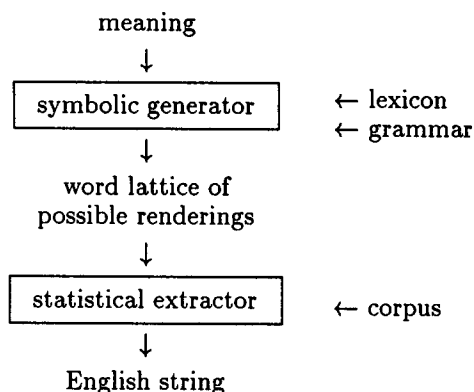 meaning
↓
symbolic generator ← lexicon
← grammar
↓
word lattice of
possible renderings
↓
statistical extractor ← corpus
↓
English string